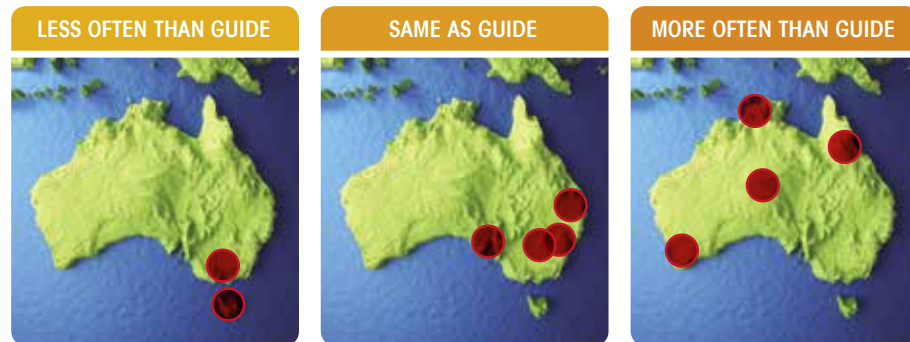 LESS OFTEN THAN GUIDE
SAME AS GUIDE
MORE OFTEN THAN GUIDE